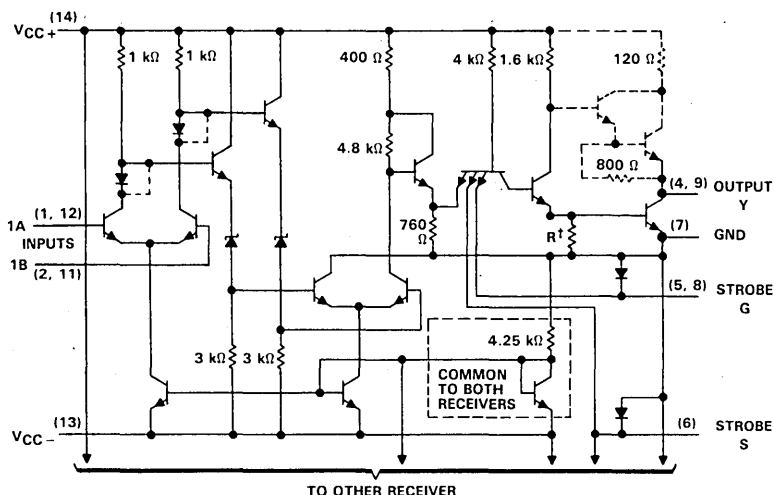 VCC+ (14)
1 kΩ 1 kΩ 400 Ω 4 kΩ 1.6 kΩ 120 Ω
4.8 kΩ
800 Ω
(4, 9) OUTPUT
Y
1A (1, 12)
INPUTS
1B (2, 11)
760
Ω
R†
(7) GND
(5, 8) STROBE
G
3 kΩ 3 kΩ
4.25 kΩ
COMMON
TO BOTH
RECEIVERS
VCC− (13)
(6) STROBE
S
TO OTHER RECEIVER